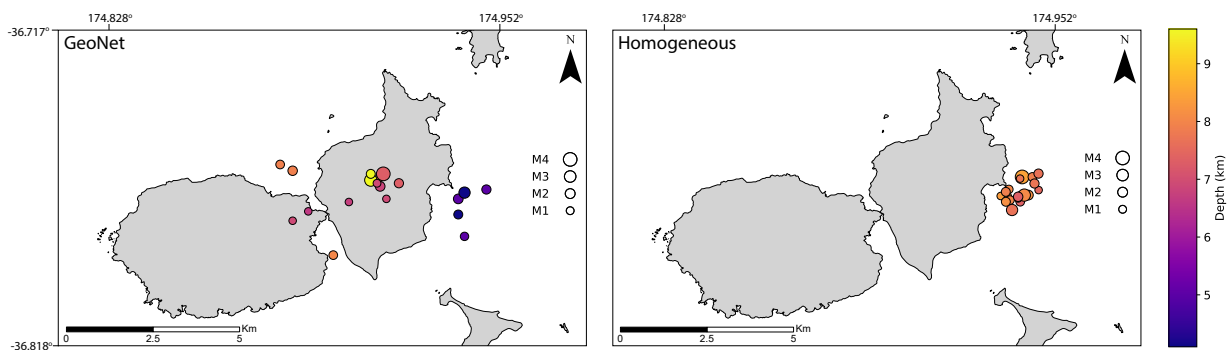 174.828° 174.952° 174.828° 174.952°
-36.717°
GeoNet N Homogeneous N
9
M4 M4
8
M3 M3
M2 M2
7
M1 M1
Depth (km)
6
5
Km Km
0 2.5 5 0 2.5 5
-36.818°